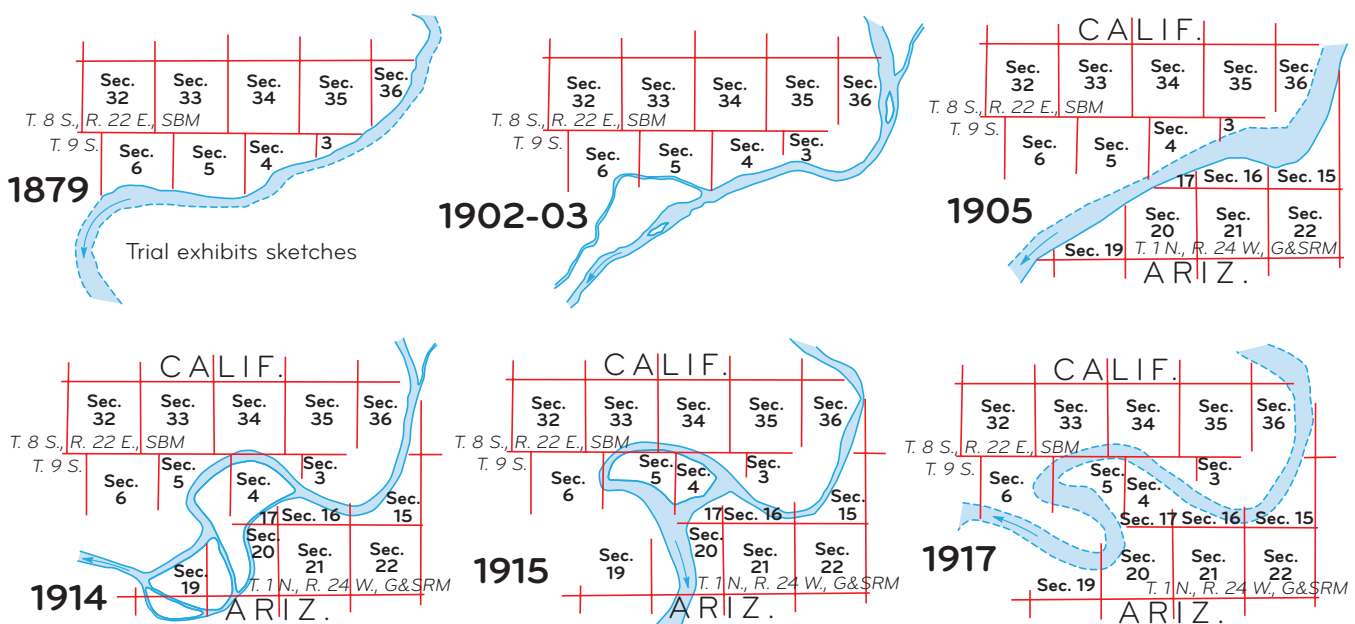 1879
Sec. 32
Sec. 33
Sec. 34
Sec. 35
Sec. 36
T. 8 S., R. 22 E., SBM
T. 9 S.
Sec. 6
Sec. 5
Sec. 4
3
Trial exhibits sketches
1902-03
Sec. 32
Sec. 33
Sec. 34
Sec. 35
Sec. 36
T. 8 S., R. 22 E., SBM
T. 9 S.
Sec. 6
Sec. 5
Sec. 4
Sec. 3
1905
CALIF.
Sec. 32
Sec. 33
Sec. 34
Sec. 35
Sec. 36
T. 8 S., R. 22 E., SBM
T. 9 S.
Sec. 6
Sec. 5
Sec. 4
3
17
Sec. 16
Sec. 15
Sec. 20
Sec. 21
Sec. 22
Sec. 19
T. 1 N., R. 24 W., G&SRM
ARIZ.
1914
CALIF.
Sec. 32
Sec. 33
Sec. 34
Sec. 35
Sec. 36
T. 8 S., R. 22 E., SBM
T. 9 S.
Sec. 6
Sec. 5
Sec. 4
Sec. 3
17
Sec. 16
Sec. 15
Sec. 19
Sec. 20
Sec. 21
Sec. 22
T. 1 N., R. 24 W., G&SRM
ARIZ.
1915
CALIF.
Sec. 32
Sec. 33
Sec. 34
Sec. 35
Sec. 36
T. 8 S., R. 22 E., SBM
T. 9 S.
Sec. 6
Sec. 5
Sec. 4
Sec. 3
17
Sec. 16
Sec. 15
Sec. 19
Sec. 20
Sec. 21
Sec. 22
T. 1 N., R. 24 W., G&SRM
ARIZ.
1917
CALIF.
Sec. 32
Sec. 33
Sec. 34
Sec. 35
Sec. 36
T. 8 S., R. 22 E., SBM
T. 9 S.
Sec. 6
Sec. 5
Sec. 4
Sec. 3
Sec. 17
Sec. 16
Sec. 15
Sec. 19
Sec. 20
Sec. 21
Sec. 22
T. 1 N., R. 24 W., G&SRM
ARIZ.